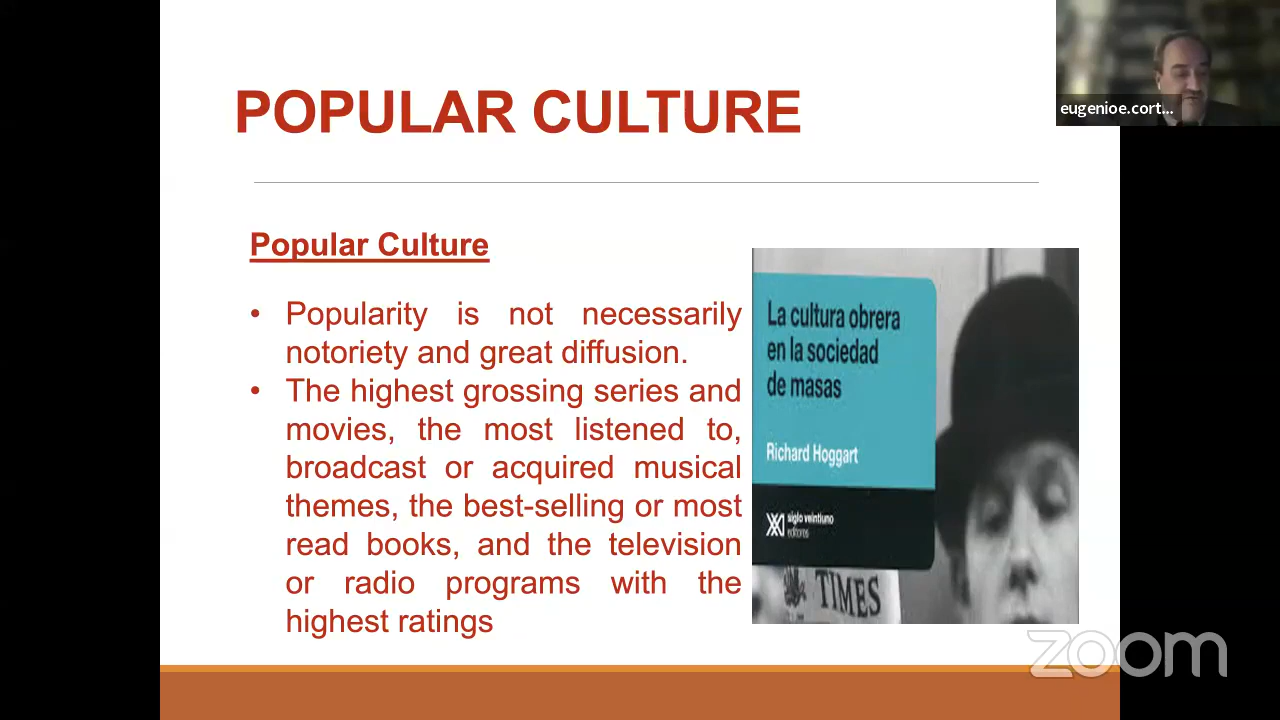 POPULAR CULTURE
eugenioe.cort...
Popular Culture
• Popularity is not necessarily
notoriety and great diffusion.
• The highest grossing series and
movies, the most listened to,
broadcast or acquired musical
themes, the best-selling or most
read books, and the television
or radio programs with the
highest ratings
La cultura obrera
en la sociedad
de masas
Richard Hoggart
siglo veintiuno
editores
TIMES
zoom